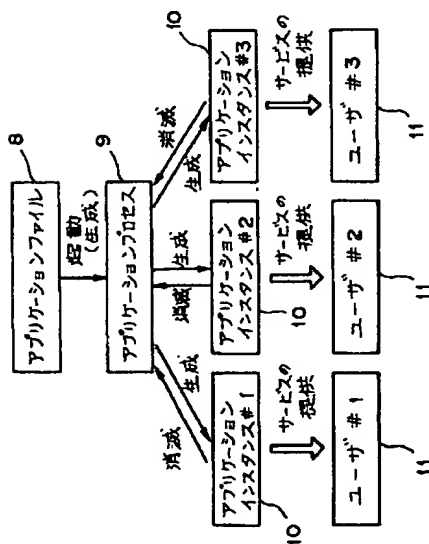 8
アプリケーションファイル
起動
(生成)
9
アプリケーションプロセス
消滅
生成
消滅
生成
消滅
生成
アプリケーション
インスタンス#1
10
アプリケーション
インスタンス#2
10
アプリケーション
インスタンス#3
10
サービスの
提供
サービスの
提供
サービスの
提供
ユーザ #1
11
ユーザ #2
11
ユーザ #3
11